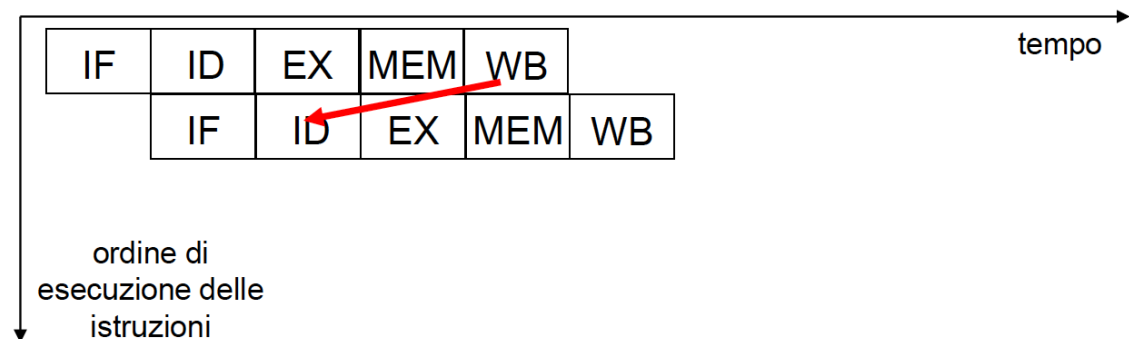 tempo
IF ID EX MEM WB
IF ID EX MEM WB
ordine di
esecuzione delle
istruzioni